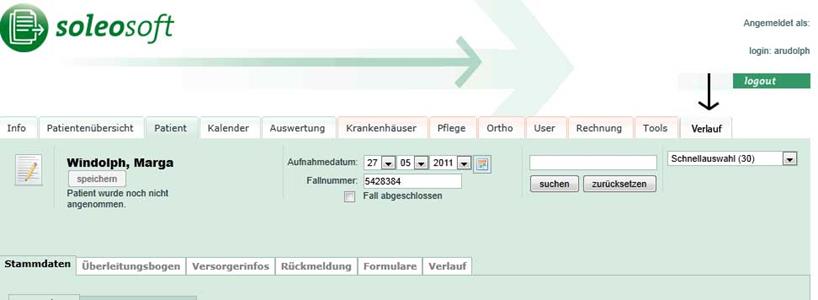 soleosoft
Angemeldet als:
login: arudolph
logout
Info Patientenübersicht Patient Kalender Auswertung Krankenhäuser Pflege Ortho User Rechnung Tools Verlauf
Windolph, Marga
speichern
Patient wurde noch nicht
angenommen.
Aufnahmedatum: 27 05 2011
Fallnummer: 5428384
Fall abgeschlossen
suchen zurücksetzen
Schnellauswahl (30)
Stammdaten Überleitungsbogen Versorgerinfos Rückmeldung Formulare Verlauf